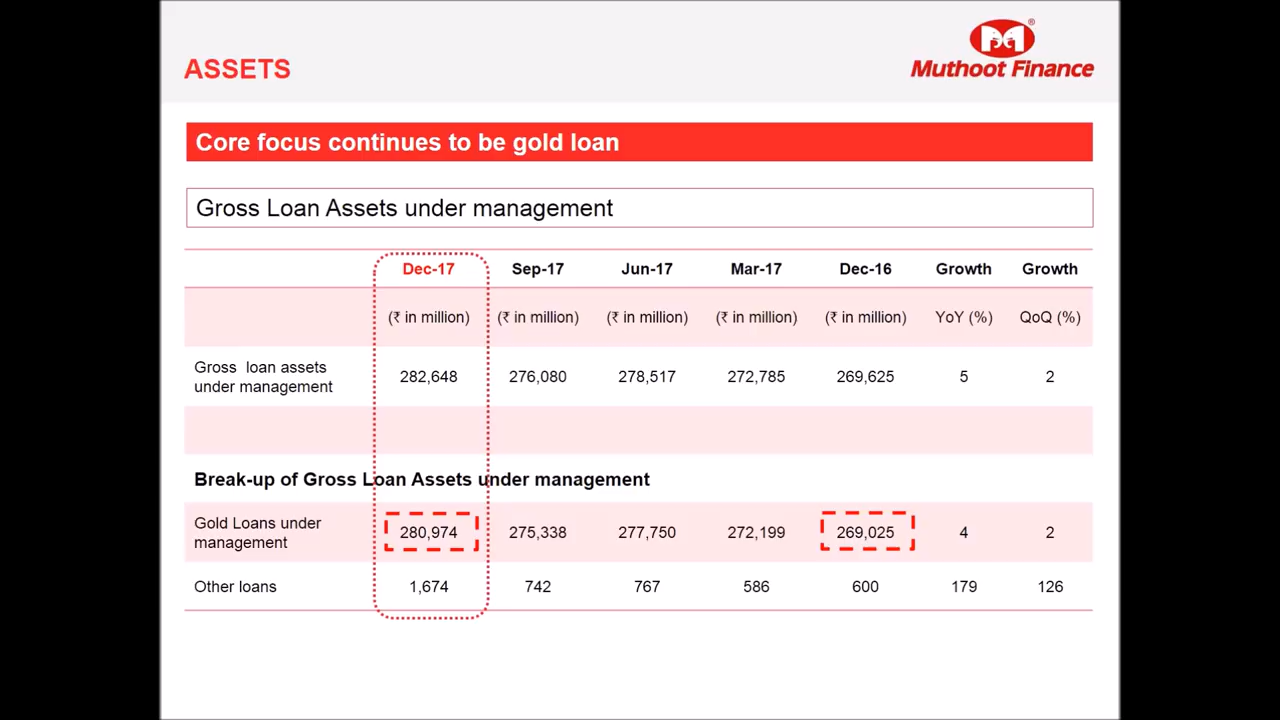 ASSETS
®
Muthoot Finance
Core focus continues to be gold loan
Gross Loan Assets under management
Dec-17 Sep-17 Jun-17 Mar-17 Dec-16 Growth Growth
(₹ in million) (₹ in million) (₹ in million) (₹ in million) (₹ in million) YoY (%) QoQ (%)
Gross loan assets
under management 282,648 276,080 278,517 272,785 269,625 5 2
Break-up of Gross Loan Assets under management
Gold Loans under
management 280,974 275,338 277,750 272,199 269,025 4 2
Other loans 1,674 742 767 586 600 179 126